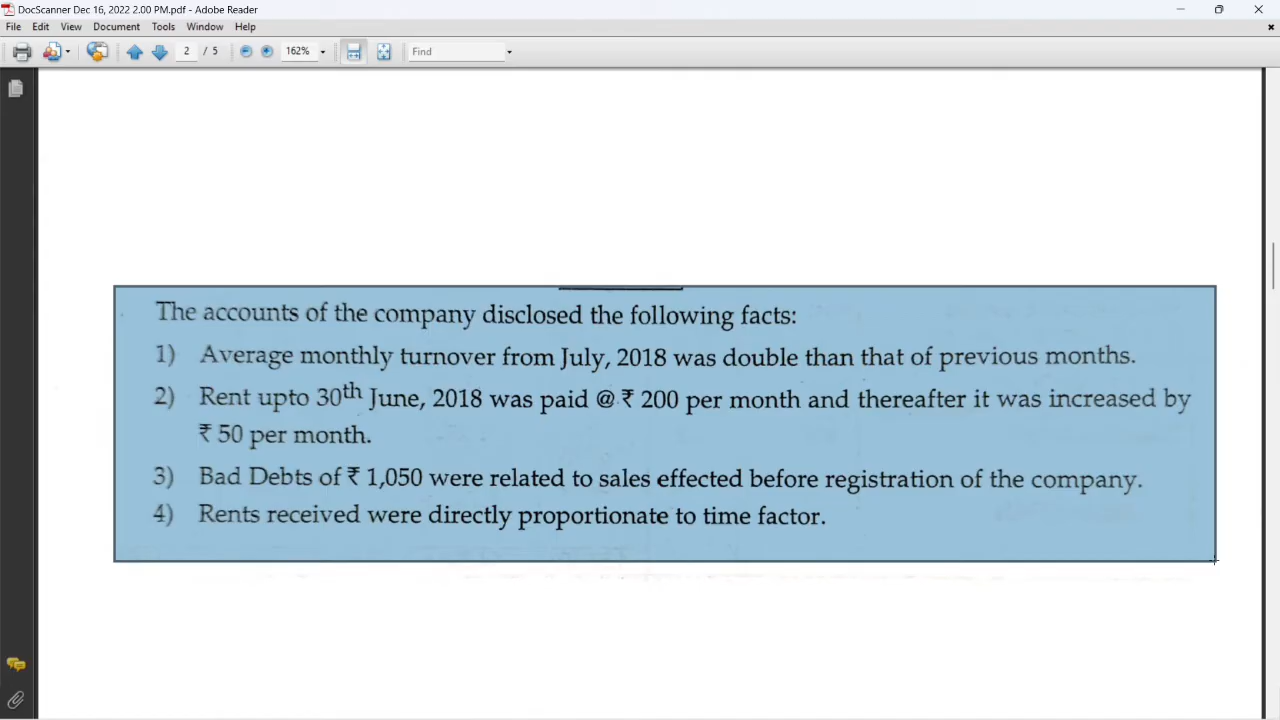 DocScanner Dec 16, 2022 2.00 PM.pdf - Adobe Reader
File Edit View Document Tools Window Help
2 / 5 162% Find
The accounts of the company disclosed the following facts:
1) Average monthly turnover from July, 2018 was double than that of previous months.
2) Rent upto 30th June, 2018 was paid @ ₹ 200 per month and thereafter it was increased by
₹ 50 per month.
3) Bad Debts of ₹ 1,050 were related to sales effected before registration of the company.
4) Rents received were directly proportionate to time factor.